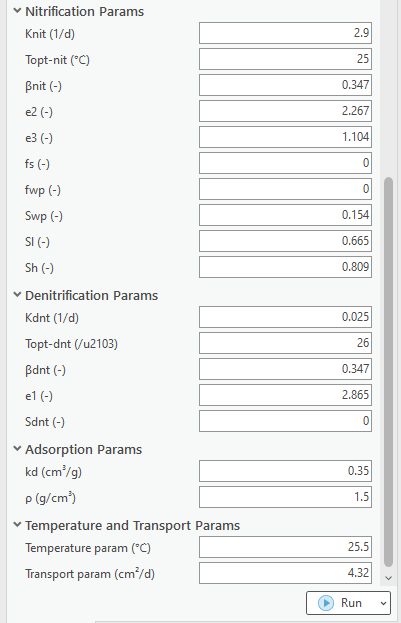 Nitrification Params
Knit (1/d) 2.9
Topt-nit (°C) 25
βnit (-) 0.347
e2 (-) 2.267
e3 (-) 1.104
fs (-) 0
fwp (-) 0
Swp (-) 0.154
Sl (-) 0.665
Sh (-) 0.809
Denitrification Params
Kdnt (1/d) 0.025
Topt-dnt (/u2103) 26
βdnt (-) 0.347
e1 (-) 2.865
Sdnt (-) 0
Adsorption Params
kd (cm³/g) 0.35
ρ (g/cm³) 1.5
Temperature and Transport Params
Temperature param (°C) 25.5
Transport param (cm²/d) 4.32
Run